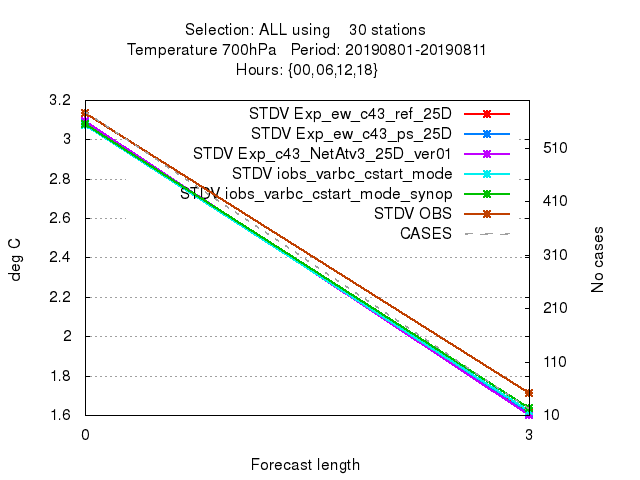 Selection: ALL using 30 stations
Temperature 700hPa Period: 20190801-20190811
Hours: {00,06,12,18}
3.2
3
2.8
2.6
2.4
2.2
2
1.8
1.6
deg C
STDV Exp_ew_c43_ref_25D
STDV Exp_ew_c43_ps_25D
STDV Exp_c43_NetAtv3_25D_ver01
STDV iobs_varbc_cstart_mode
STDV iobs_varbc_cstart_mode_synop
STDV OBS
CASES
510
410
310
210
110
10
No cases
0
3
Forecast length